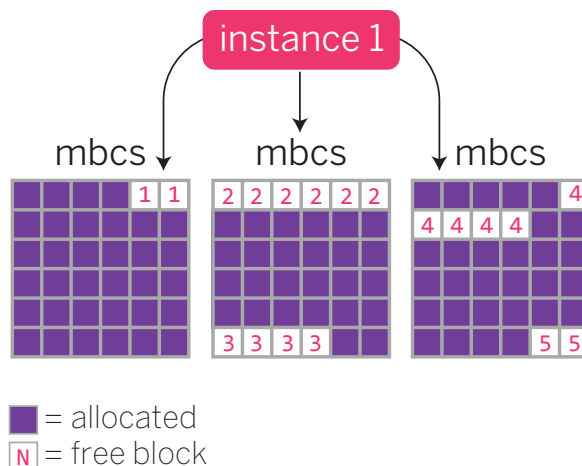 instance 1
mbcs mbcs mbcs
1 1 2 2 2 2 2 2 4
4 4 4 4
3 3 3 3 5 5
= allocated
N = free block